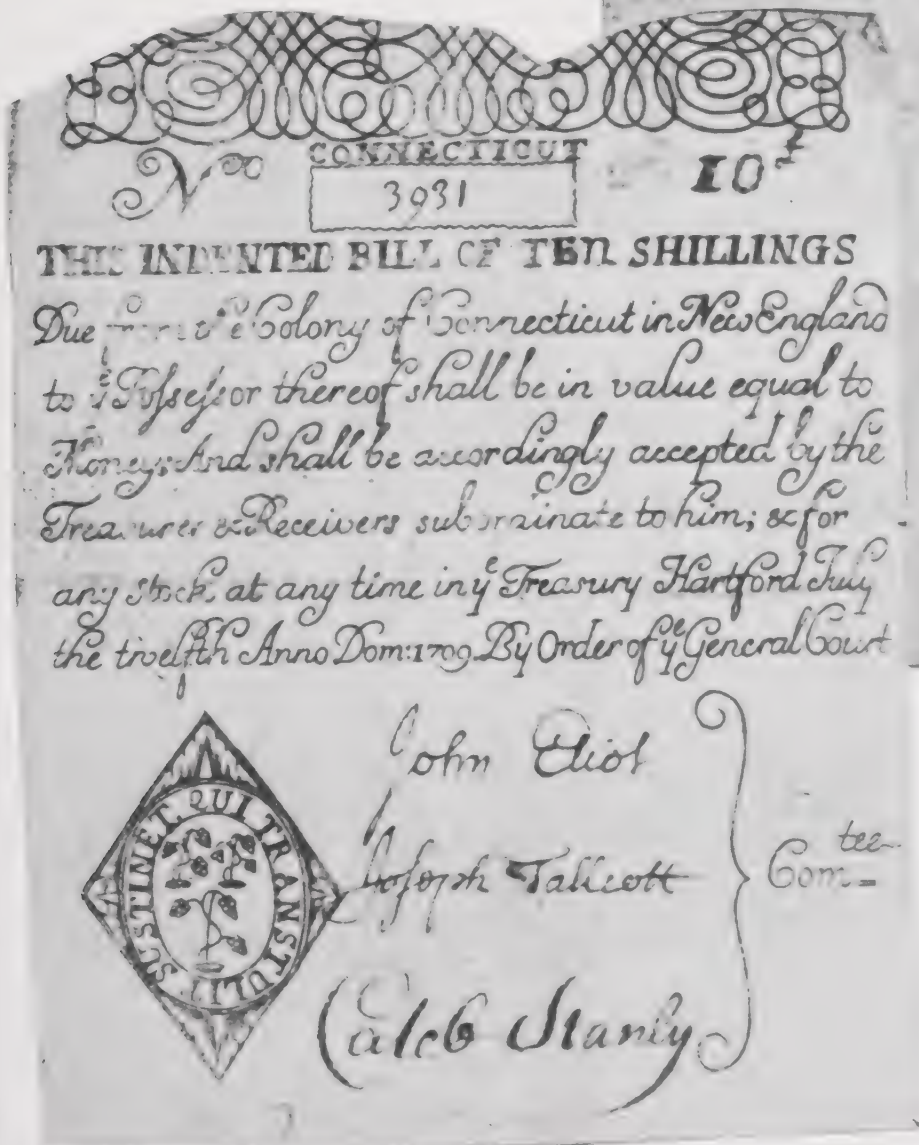 CONNECTICUT
No 3931 10s
THIS INDENTED BILL OF TEN SHILLINGS
Due from the Colony of Connecticut in New England
to ye Possessor thereof shall be in value equal to
Money & And shall be accordingly accepted by the
Treasurer & Receivers subordinate to him; & for
any Stock at any time in ye Treasury Hartford July
the twelfth Anno Dom: 1709. By Order of ye General Court
SUSTINET QUI TRANSTULIT
John Eliot
Joseph Tallcott
Com=tee
Caleb Stanly